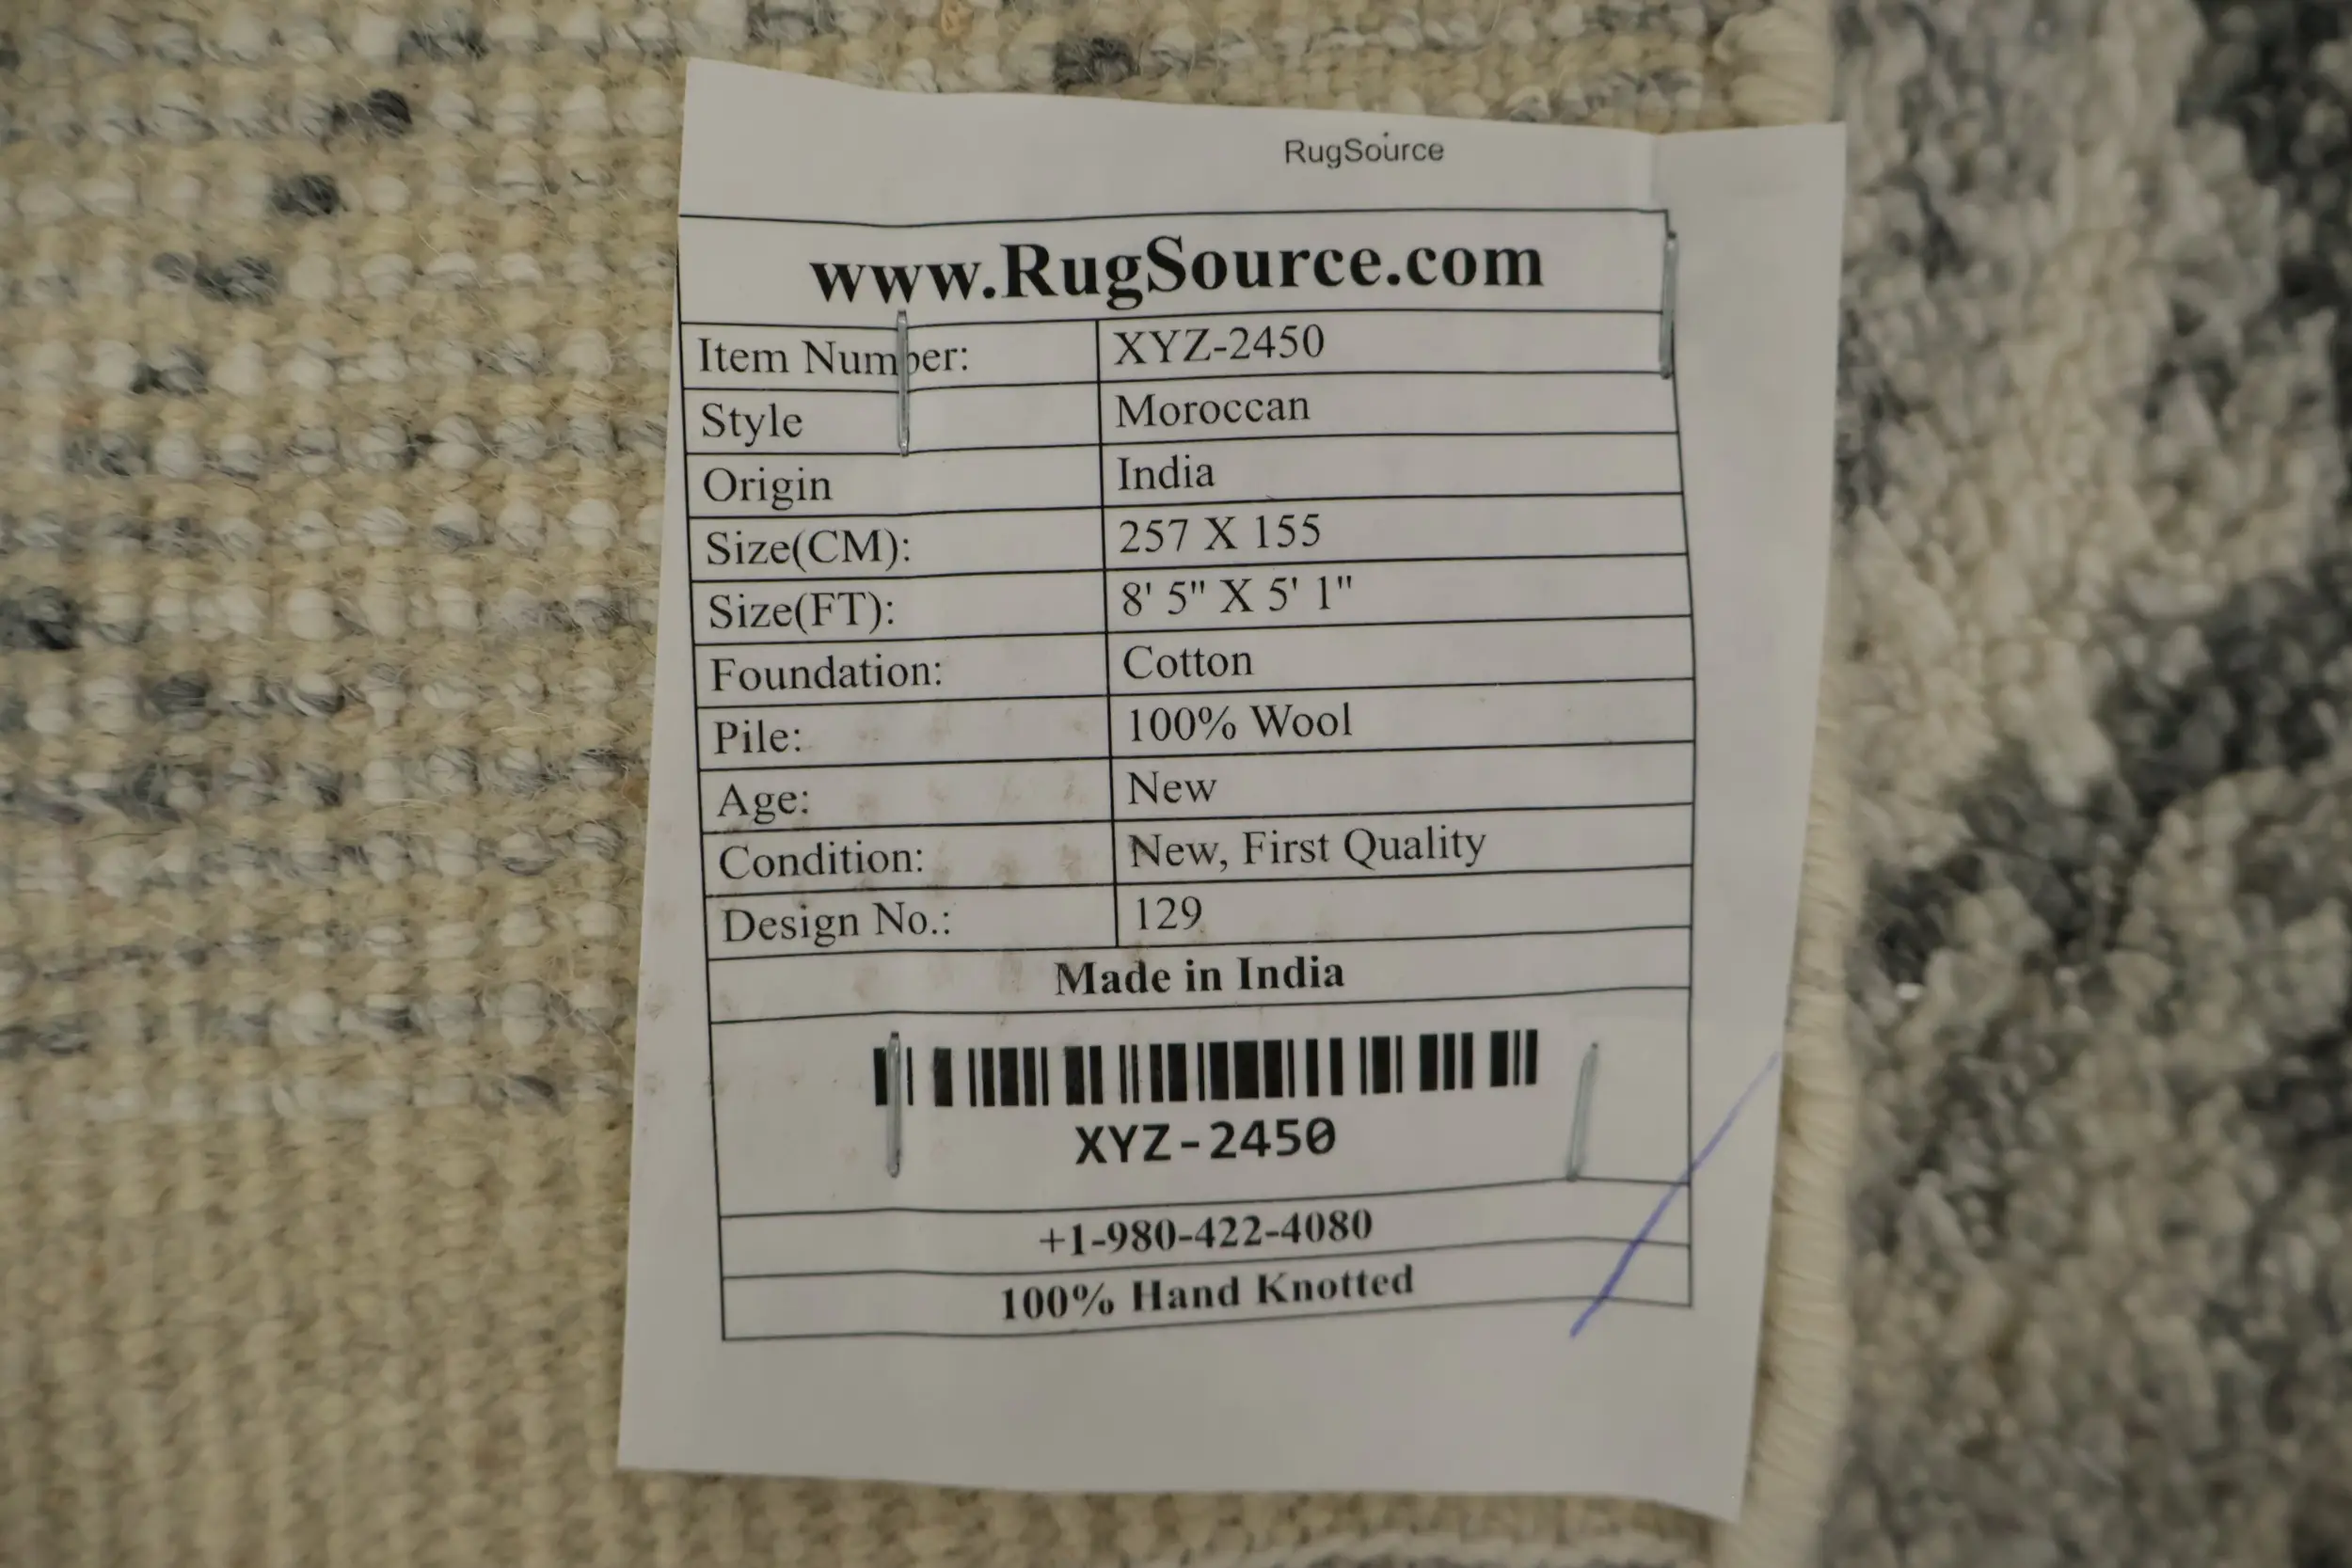 RugSource
www.RugSource.com
Item Number: XYZ-2450
Style Moroccan
Origin India
Size(CM): 257 X 155
Size(FT): 8' 5" X 5' 1"
Foundation: Cotton
Pile: 100% Wool
Age: New
Condition: New, First Quality
Design No.: 129
Made in India
XYZ-2450
+1-980-422-4080
100% Hand Knotted